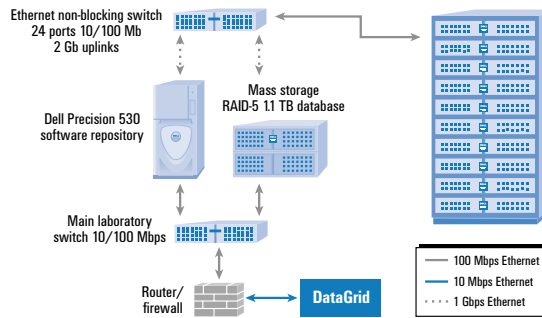 Ethernet non-blocking switch
24 ports 10/100 Mb
2 Gb uplinks
Mass storage
RAID-5 1.1 TB database
Dell Precision 530
software repository
Main laboratory
switch 10/100 Mbps
Router/
firewall
DataGrid
100 Mbps Ethernet
10 Mbps Ethernet
1 Gbps Ethernet